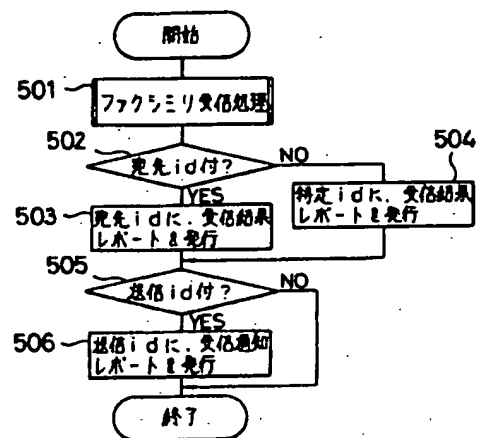 開始
501
ファクシミリ受信処理
502
宛先id付?
NO
504
YES
特定idに、受信結果
レポートを発行
503
宛先idに、受信結果
レポートを発行
505
送信id付?
NO
YES
506
送信idに、受信通知
レポートを発行
終了